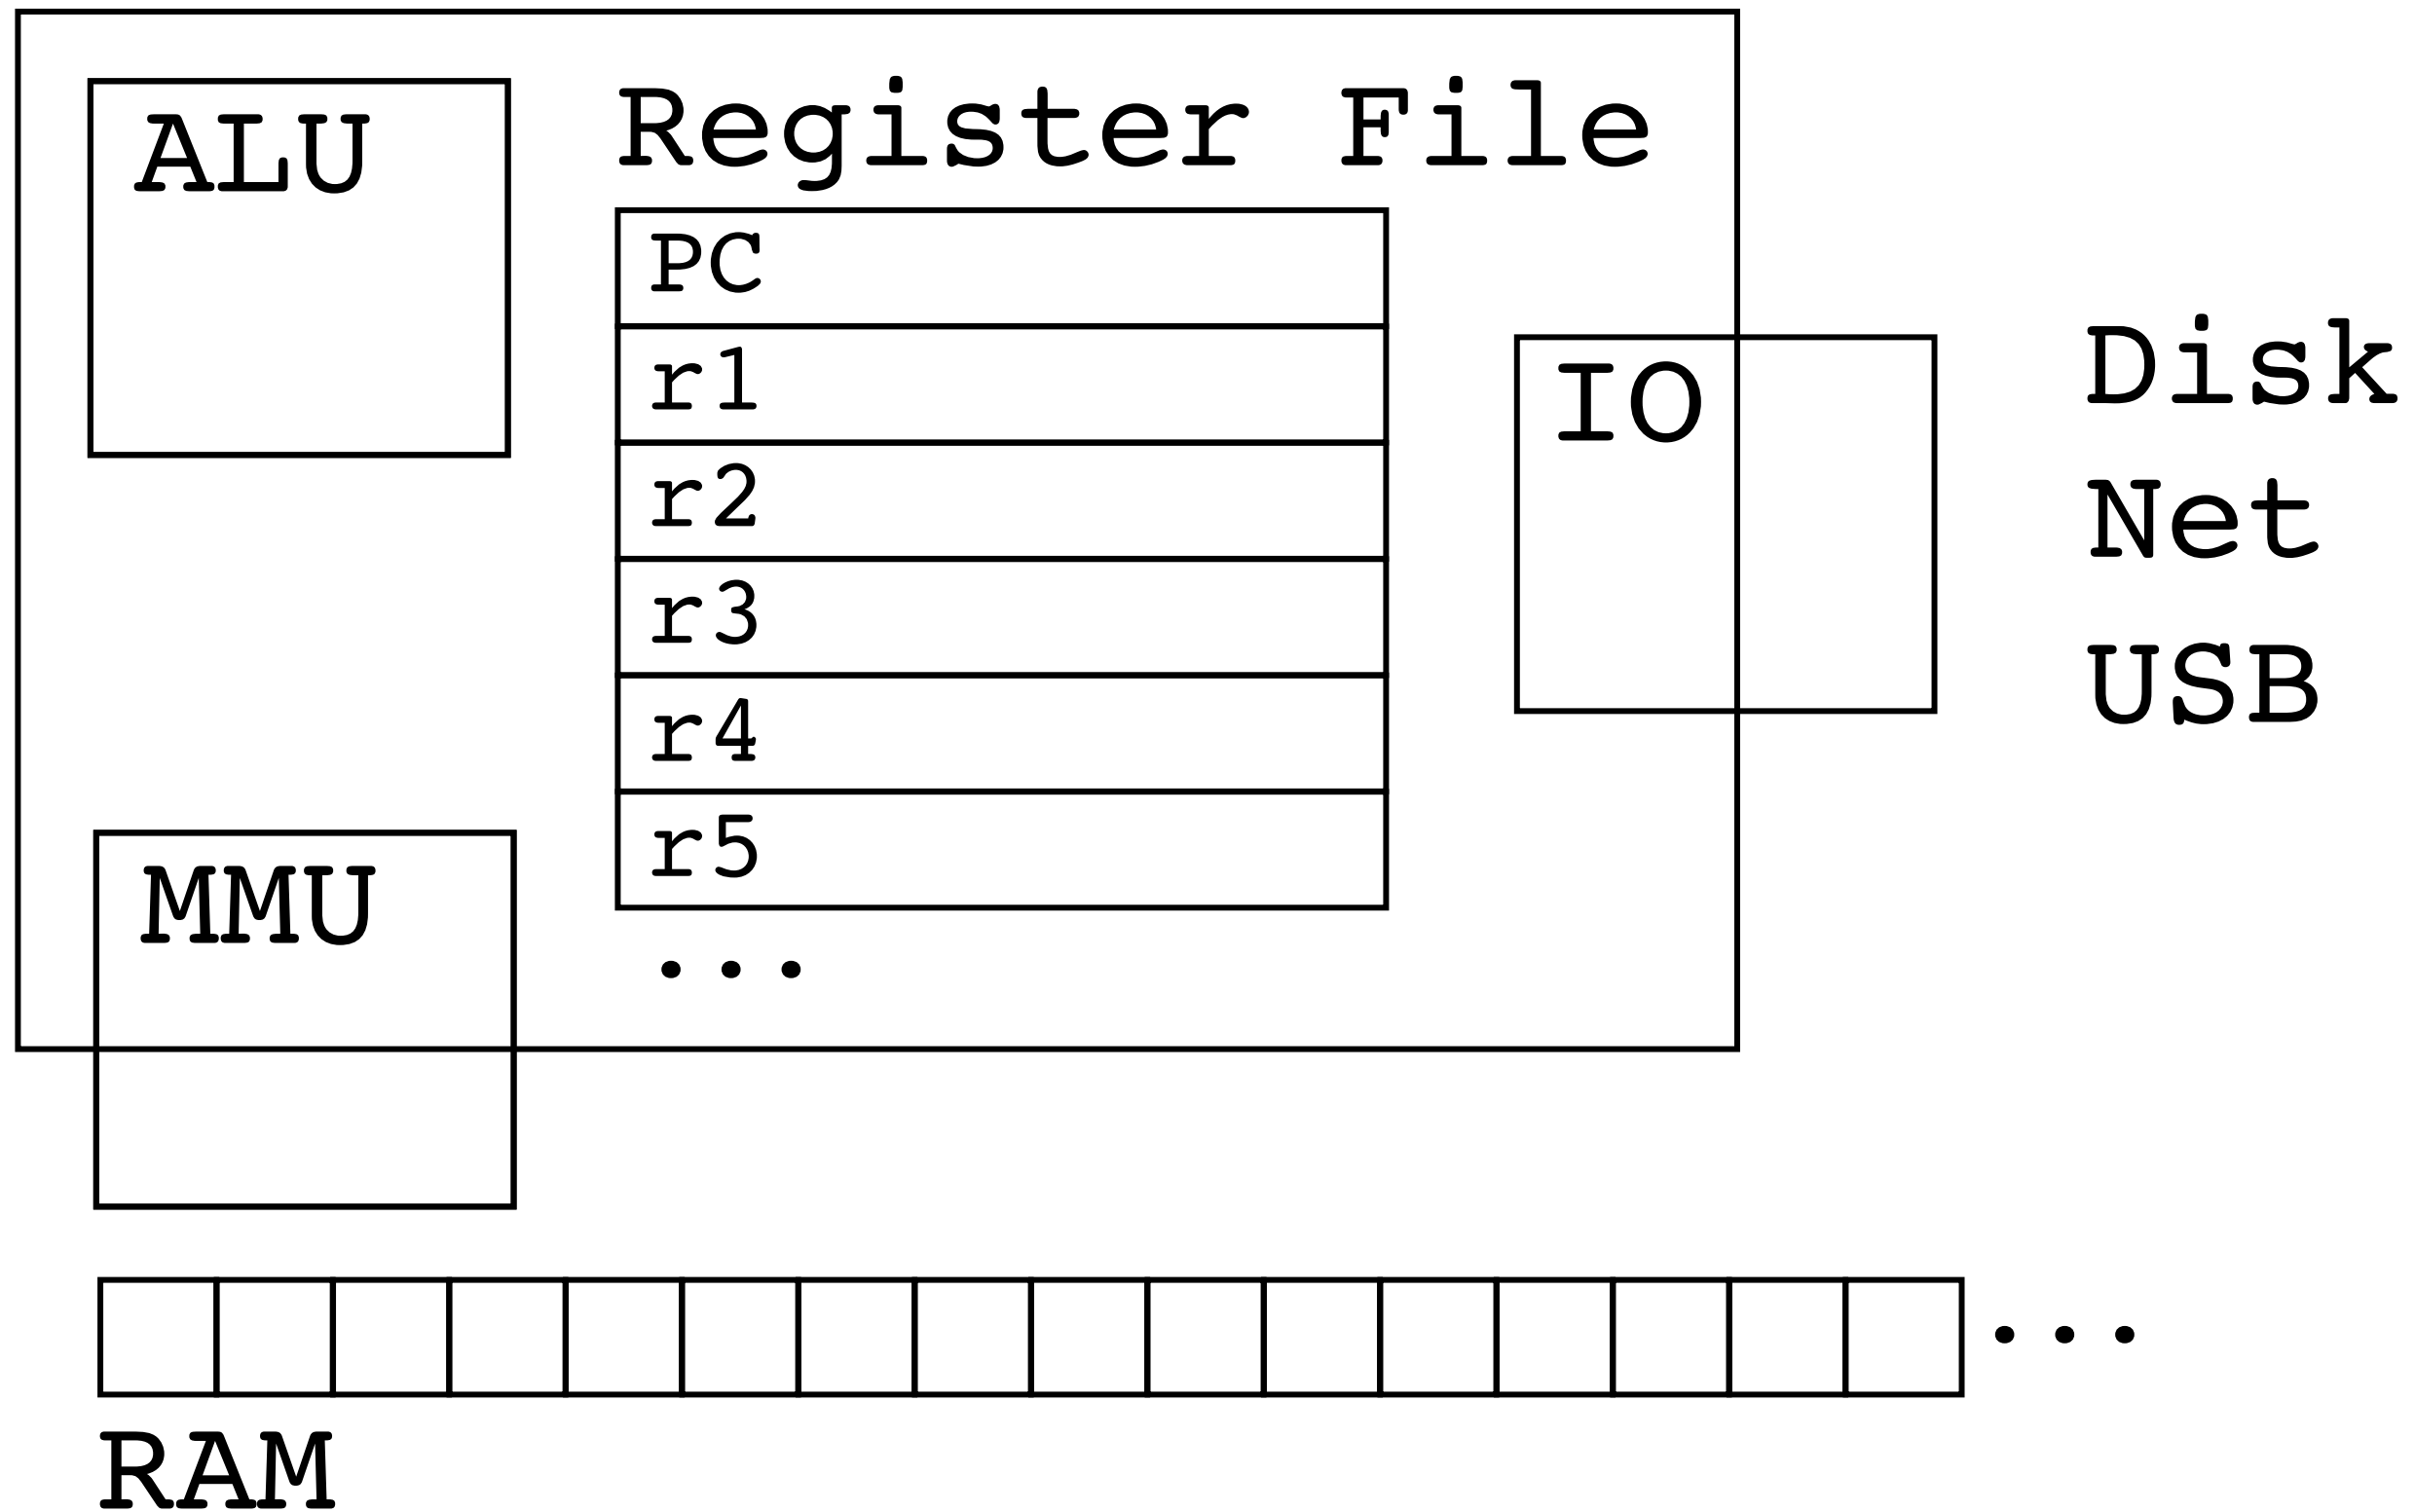 ALU
Register File
PC
r1
r2
r3
r4
r5
...
IO
Disk
Net
USB
MMU
...
RAM